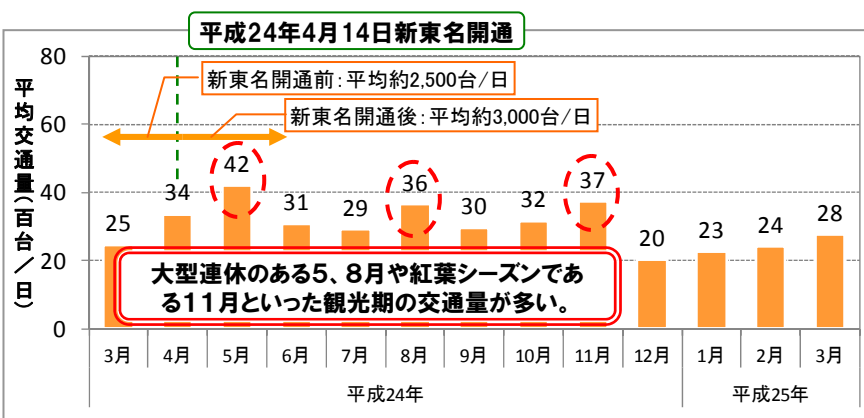 平成24年4月14日新東名開通
平均交通量(百台/日)
80
60
40
20
0
新東名開通前:平均約2,500台/日
新東名開通後:平均約3,000台/日
25
34
42
31
29
36
30
32
37
20
23
24
28
大型連休のある5、8月や紅葉シーズンであ
る11月といった観光期の交通量が多い。
3月
4月
5月
6月
7月
8月
9月
10月
11月
12月
1月
2月
3月
平成24年
平成25年